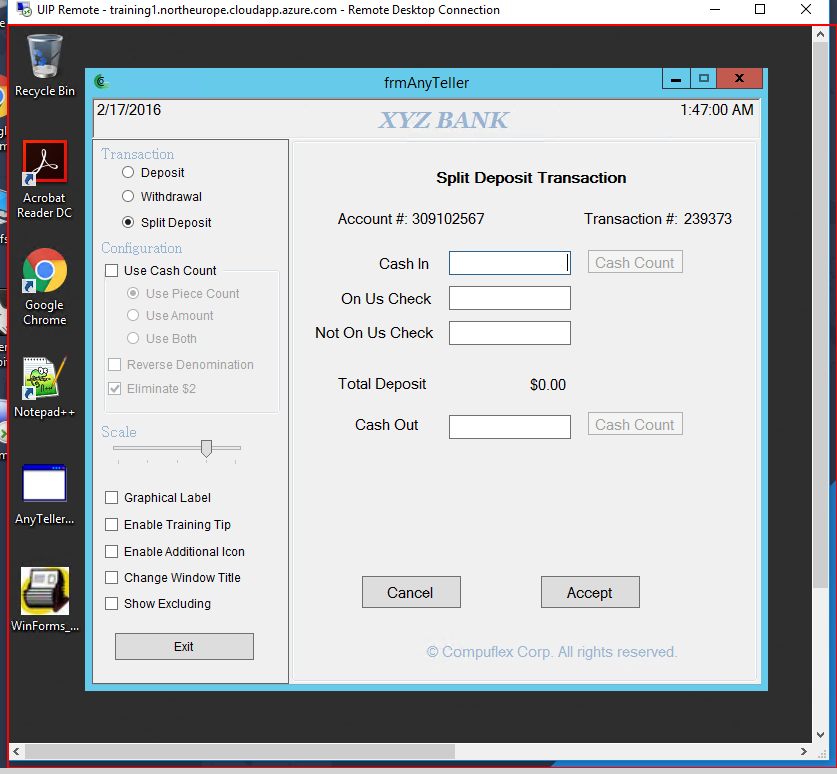 UIP Remote - training1.northeurope.cloudapp.azure.com - Remote Desktop Connection
Recycle Bin
Acrobat
Reader DC
Google
Chrome
Notepad++
AnyTeller...
WinForms_...
frmAnyTeller
2/17/2016
XYZ BANK
1:47:00 AM
Transaction
Deposit
Withdrawal
Split Deposit
Configuration
Use Cash Count
Use Piece Count
Use Amount
Use Both
Reverse Denomination
Eliminate $2
Scale
Graphical Label
Enable Training Tip
Enable Additional Icon
Change Window Title
Show Excluding
Exit
Split Deposit Transaction
Account #: 309102567 Transaction #: 239373
Cash In Cash Count
On Us Check
Not On Us Check
Total Deposit $0.00
Cash Out Cash Count
Cancel Accept
© Compuflex Corp. All rights reserved.